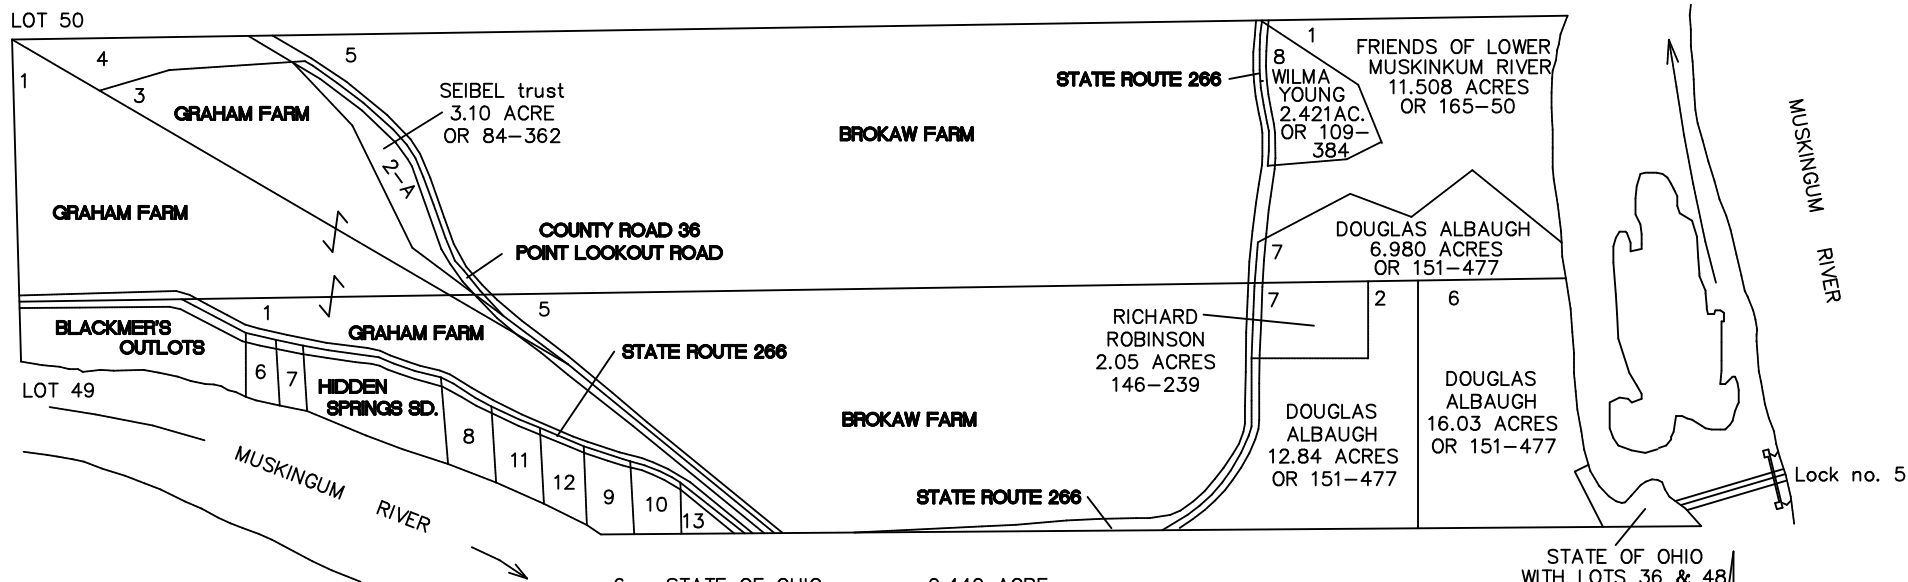 LOT 50
4
5
1
3
GRAHAM FARM
SEIBEL trust
3.10 ACRE
OR 84-362
2-A
GRAHAM FARM
BROKAW FARM
COUNTY ROAD 36
POINT LOOKOUT ROAD
STATE ROUTE 266
1
8
WILMA
YOUNG
2.421AC.
OR 109-
384
FRIENDS OF LOWER
MUSKINKUM RIVER
11.508 ACRES
OR 165-50
7
DOUGLAS ALBAUGH
6.980 ACRES
OR 151-477
MUSKINGUM RIVER
1
GRAHAM FARM
5
BLACKMER'S
OUTLOTS
6
7
HIDDEN
SPRINGS SD.
STATE ROUTE 266
LOT 49
8
11
12
9
10
13
MUSKINGUM RIVER
BROKAW FARM
STATE ROUTE 266
7
2
6
RICHARD
ROBINSON
2.05 ACRES
146-239
DOUGLAS
ALBAUGH
12.84 ACRES
OR 151-477
DOUGLAS
ALBAUGH
16.03 ACRES
OR 151-477
Lock no. 5
STATE OF OHIO
WITH LOTS 36 & 48
6 STATE OF OHIO ACRE